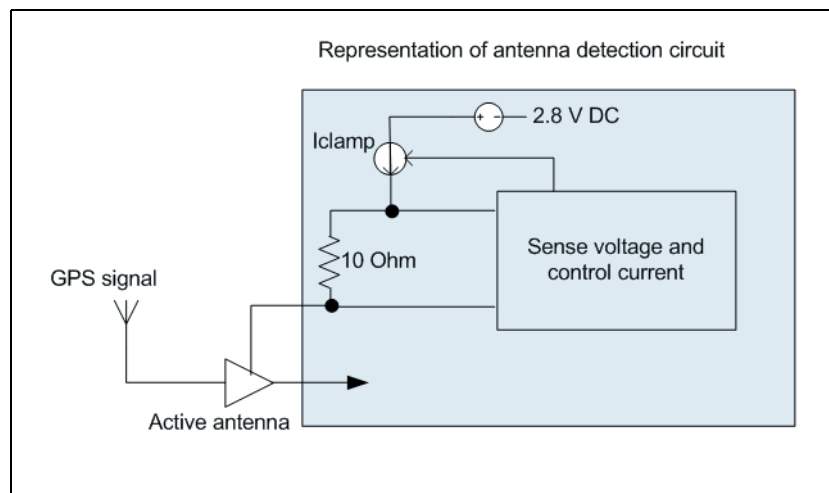 Representation of antenna detection circuit
+ -
2.8 V DC
Iclamp
Sense voltage and
control current
10 Ohm
GPS signal
Active antenna